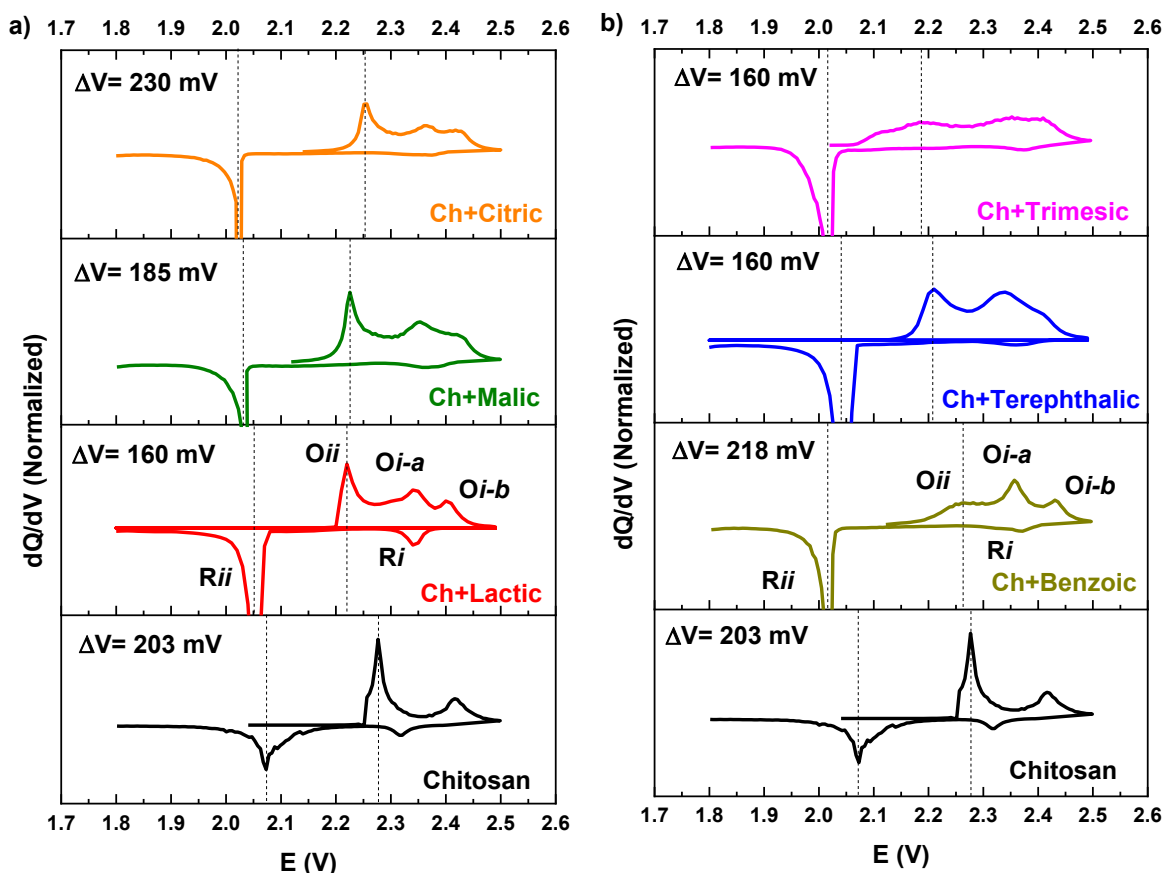 a)
1.7 1.8 1.9 2.0 2.1 2.2 2.3 2.4 2.5 2.6
ΔV= 230 mV
Ch+Citric
ΔV= 185 mV
Ch+Malic
ΔV= 160 mV
Oii
Oi-a
Oi-b
Rii
Ri
Ch+Lactic
ΔV= 203 mV
Chitosan
1.7 1.8 1.9 2.0 2.1 2.2 2.3 2.4 2.5 2.6
E (V)
dQ/dV (Normalized)
b)
1.7 1.8 1.9 2.0 2.1 2.2 2.3 2.4 2.5 2.6
ΔV= 160 mV
Ch+Trimesic
ΔV= 160 mV
Ch+Terephthalic
ΔV= 218 mV
Oii
Oi-a
Oi-b
Rii
Ri
Ch+Benzoic
ΔV= 203 mV
Chitosan
1.7 1.8 1.9 2.0 2.1 2.2 2.3 2.4 2.5 2.6
E (V)
dQ/dV (Normalized)